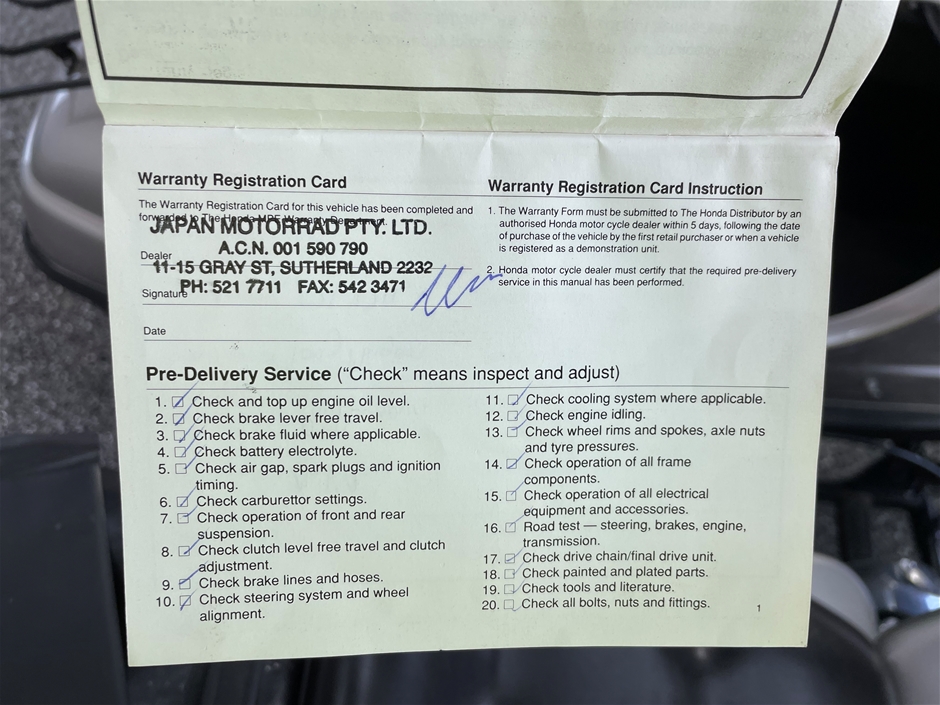 Warranty Registration Card
The Warranty Registration Card for this vehicle has been completed and
forwarded to The Honda MPE Warranty Department.
JAPAN MOTORRAD PTY. LTD.
A.C.N. 001 590 790
Dealer
11-15 GRAY ST, SUTHERLAND 2232
PH: 521 7711 FAX: 542 3471
Signature
Date
Warranty Registration Card Instruction
1. The Warranty Form must be submitted to The Honda Distributor by an
authorised Honda motor cycle dealer within 5 days, following the date
of purchase of the vehicle by the first retail purchaser or when a vehicle
is registered as a demonstration unit.
2. Honda motor cycle dealer must certify that the required pre-delivery
service in this manual has been performed.
Pre-Delivery Service (“Check” means inspect and adjust)
1. Check and top up engine oil level.
2. Check brake lever free travel.
3. Check brake fluid where applicable.
4. Check battery electrolyte.
5. Check air gap, spark plugs and ignition
timing.
6. Check carburettor settings.
7. Check operation of front and rear
suspension.
8. Check clutch level free travel and clutch
adjustment.
9. Check brake lines and hoses.
10. Check steering system and wheel
alignment.
11. Check cooling system where applicable.
12. Check engine idling.
13. Check wheel rims and spokes, axle nuts
and tyre pressures.
14. Check operation of all frame
components.
15. Check operation of all electrical
equipment and accessories.
16. Road test — steering, brakes, engine,
transmission.
17. Check drive chain/final drive unit.
18. Check painted and plated parts.
19. Check tools and literature.
20. Check all bolts, nuts and fittings.
1